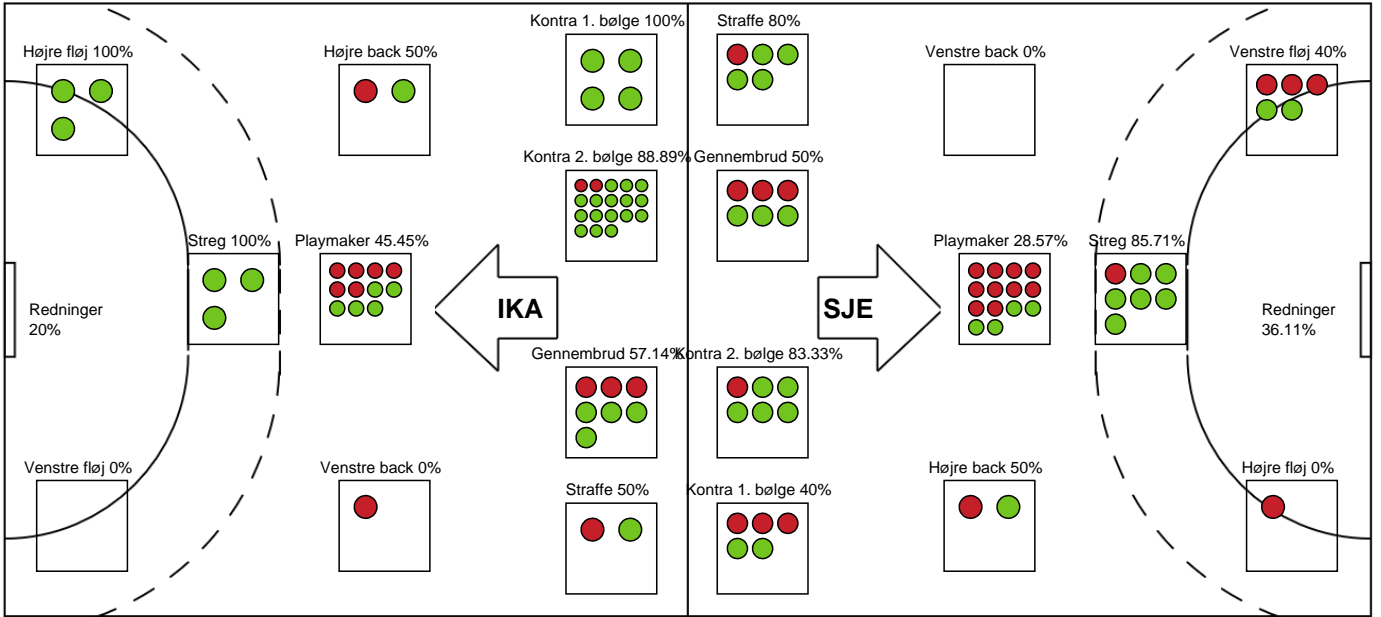 Kontra 1. bølge 100%
Straffe 80%
Højre fløj 100%
Højre back 50%
Venstre back 0%
Venstre fløj 40%
Kontra 2. bølge 88.89%
Gennembrud 50%
Streg 100%
Playmaker 45.45%
Playmaker 28.57%
Streg 85.71%
Redninger
20%
IKA
SJE
Redninger
36.11%
Gennembrud 57.14%
Kontra 2. bølge 83.33%
Venstre fløj 0%
Venstre back 0%
Straffe 50%
Kontra 1. bølge 40%
Højre back 50%
Højre fløj 0%